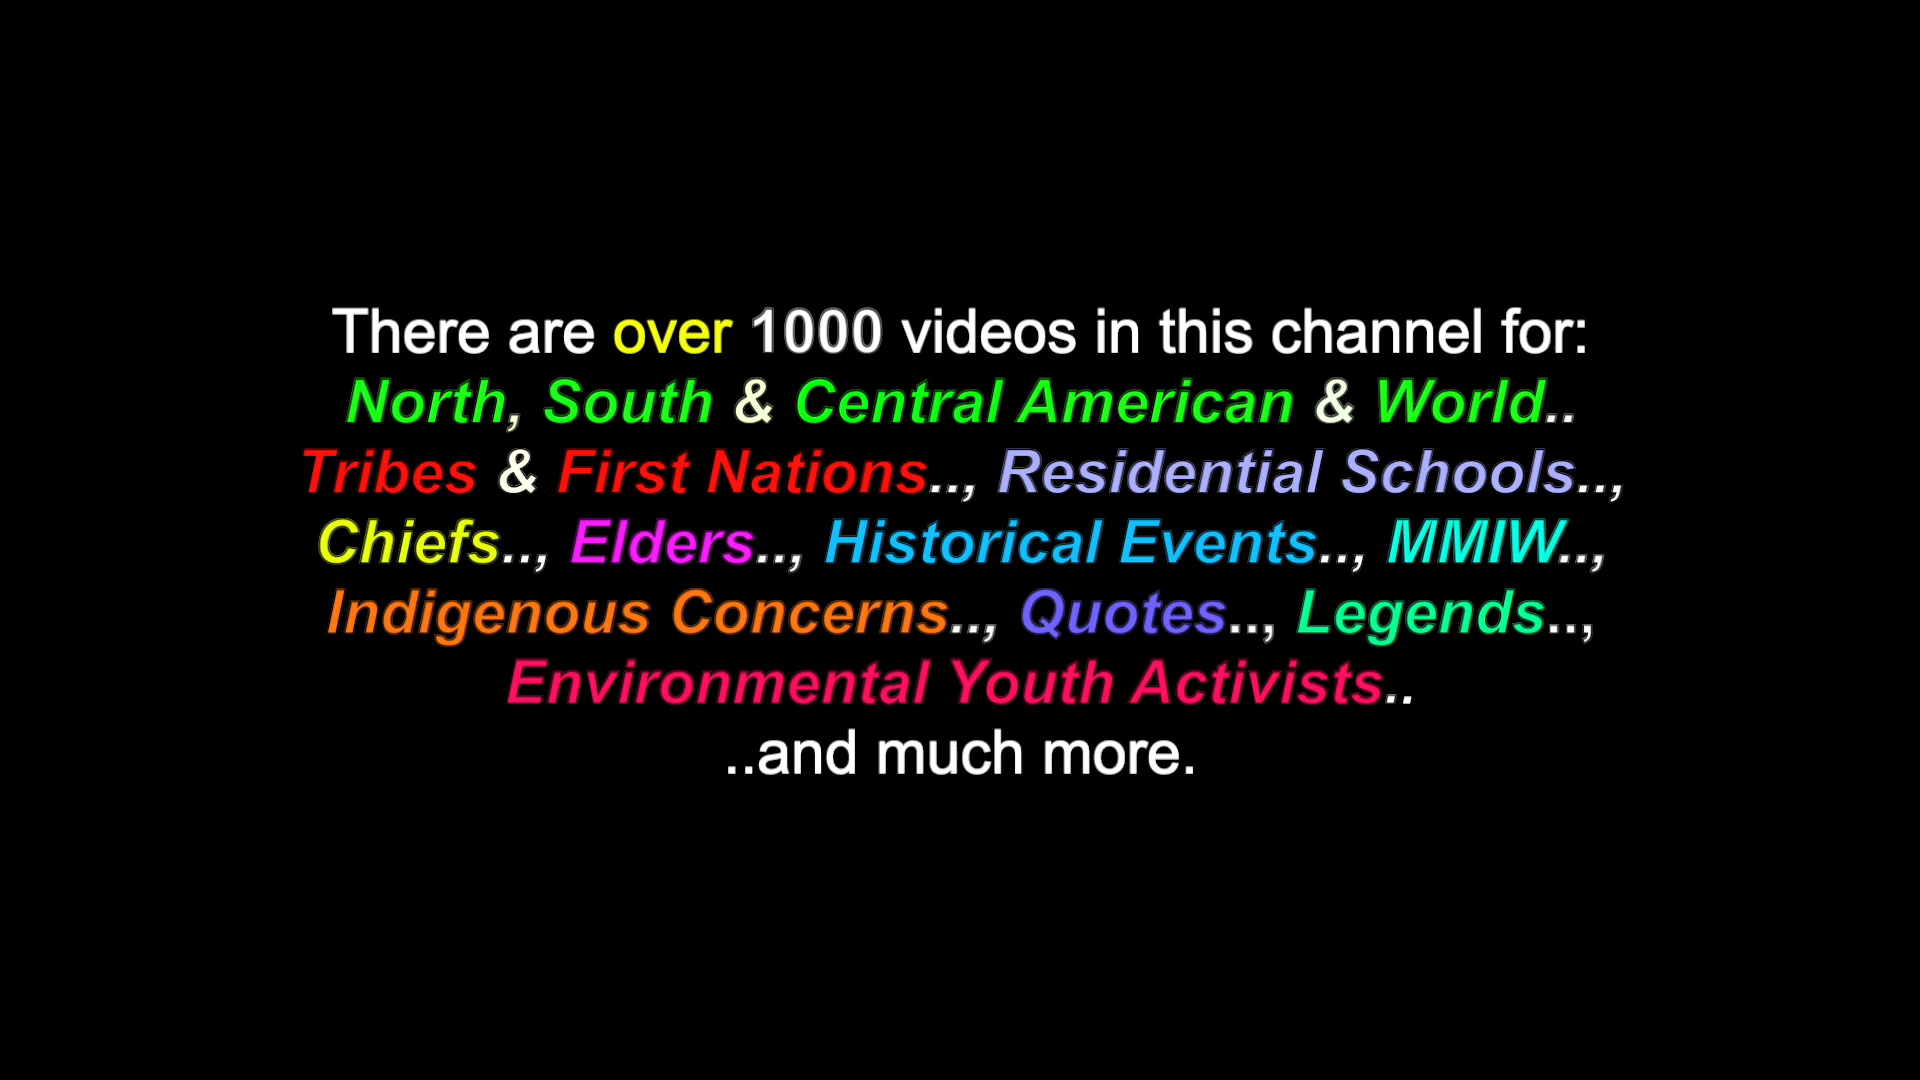 There are over 1000 videos in this channel for:
North, South & Central American & World..
Tribes & First Nations.., Residential Schools..,
Chiefs.., Elders.., Historical Events.., MMIW..,
Indigenous Concerns.., Quotes.., Legends..,
Environmental Youth Activists..
..and much more.